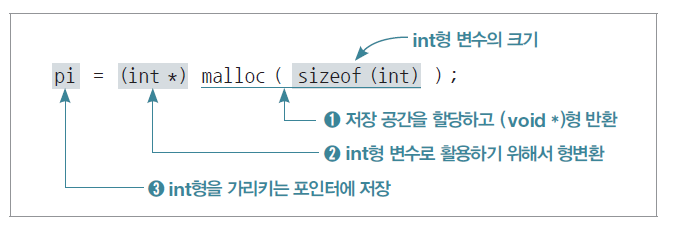 int형 변수의 크기
pi = (int *) malloc ( sizeof (int) ) ;
❶ 저장 공간을 할당하고 (void *)형 반환
❷ int형 변수로 활용하기 위해서 형변환
❸ int형을 가리키는 포인터에 저장